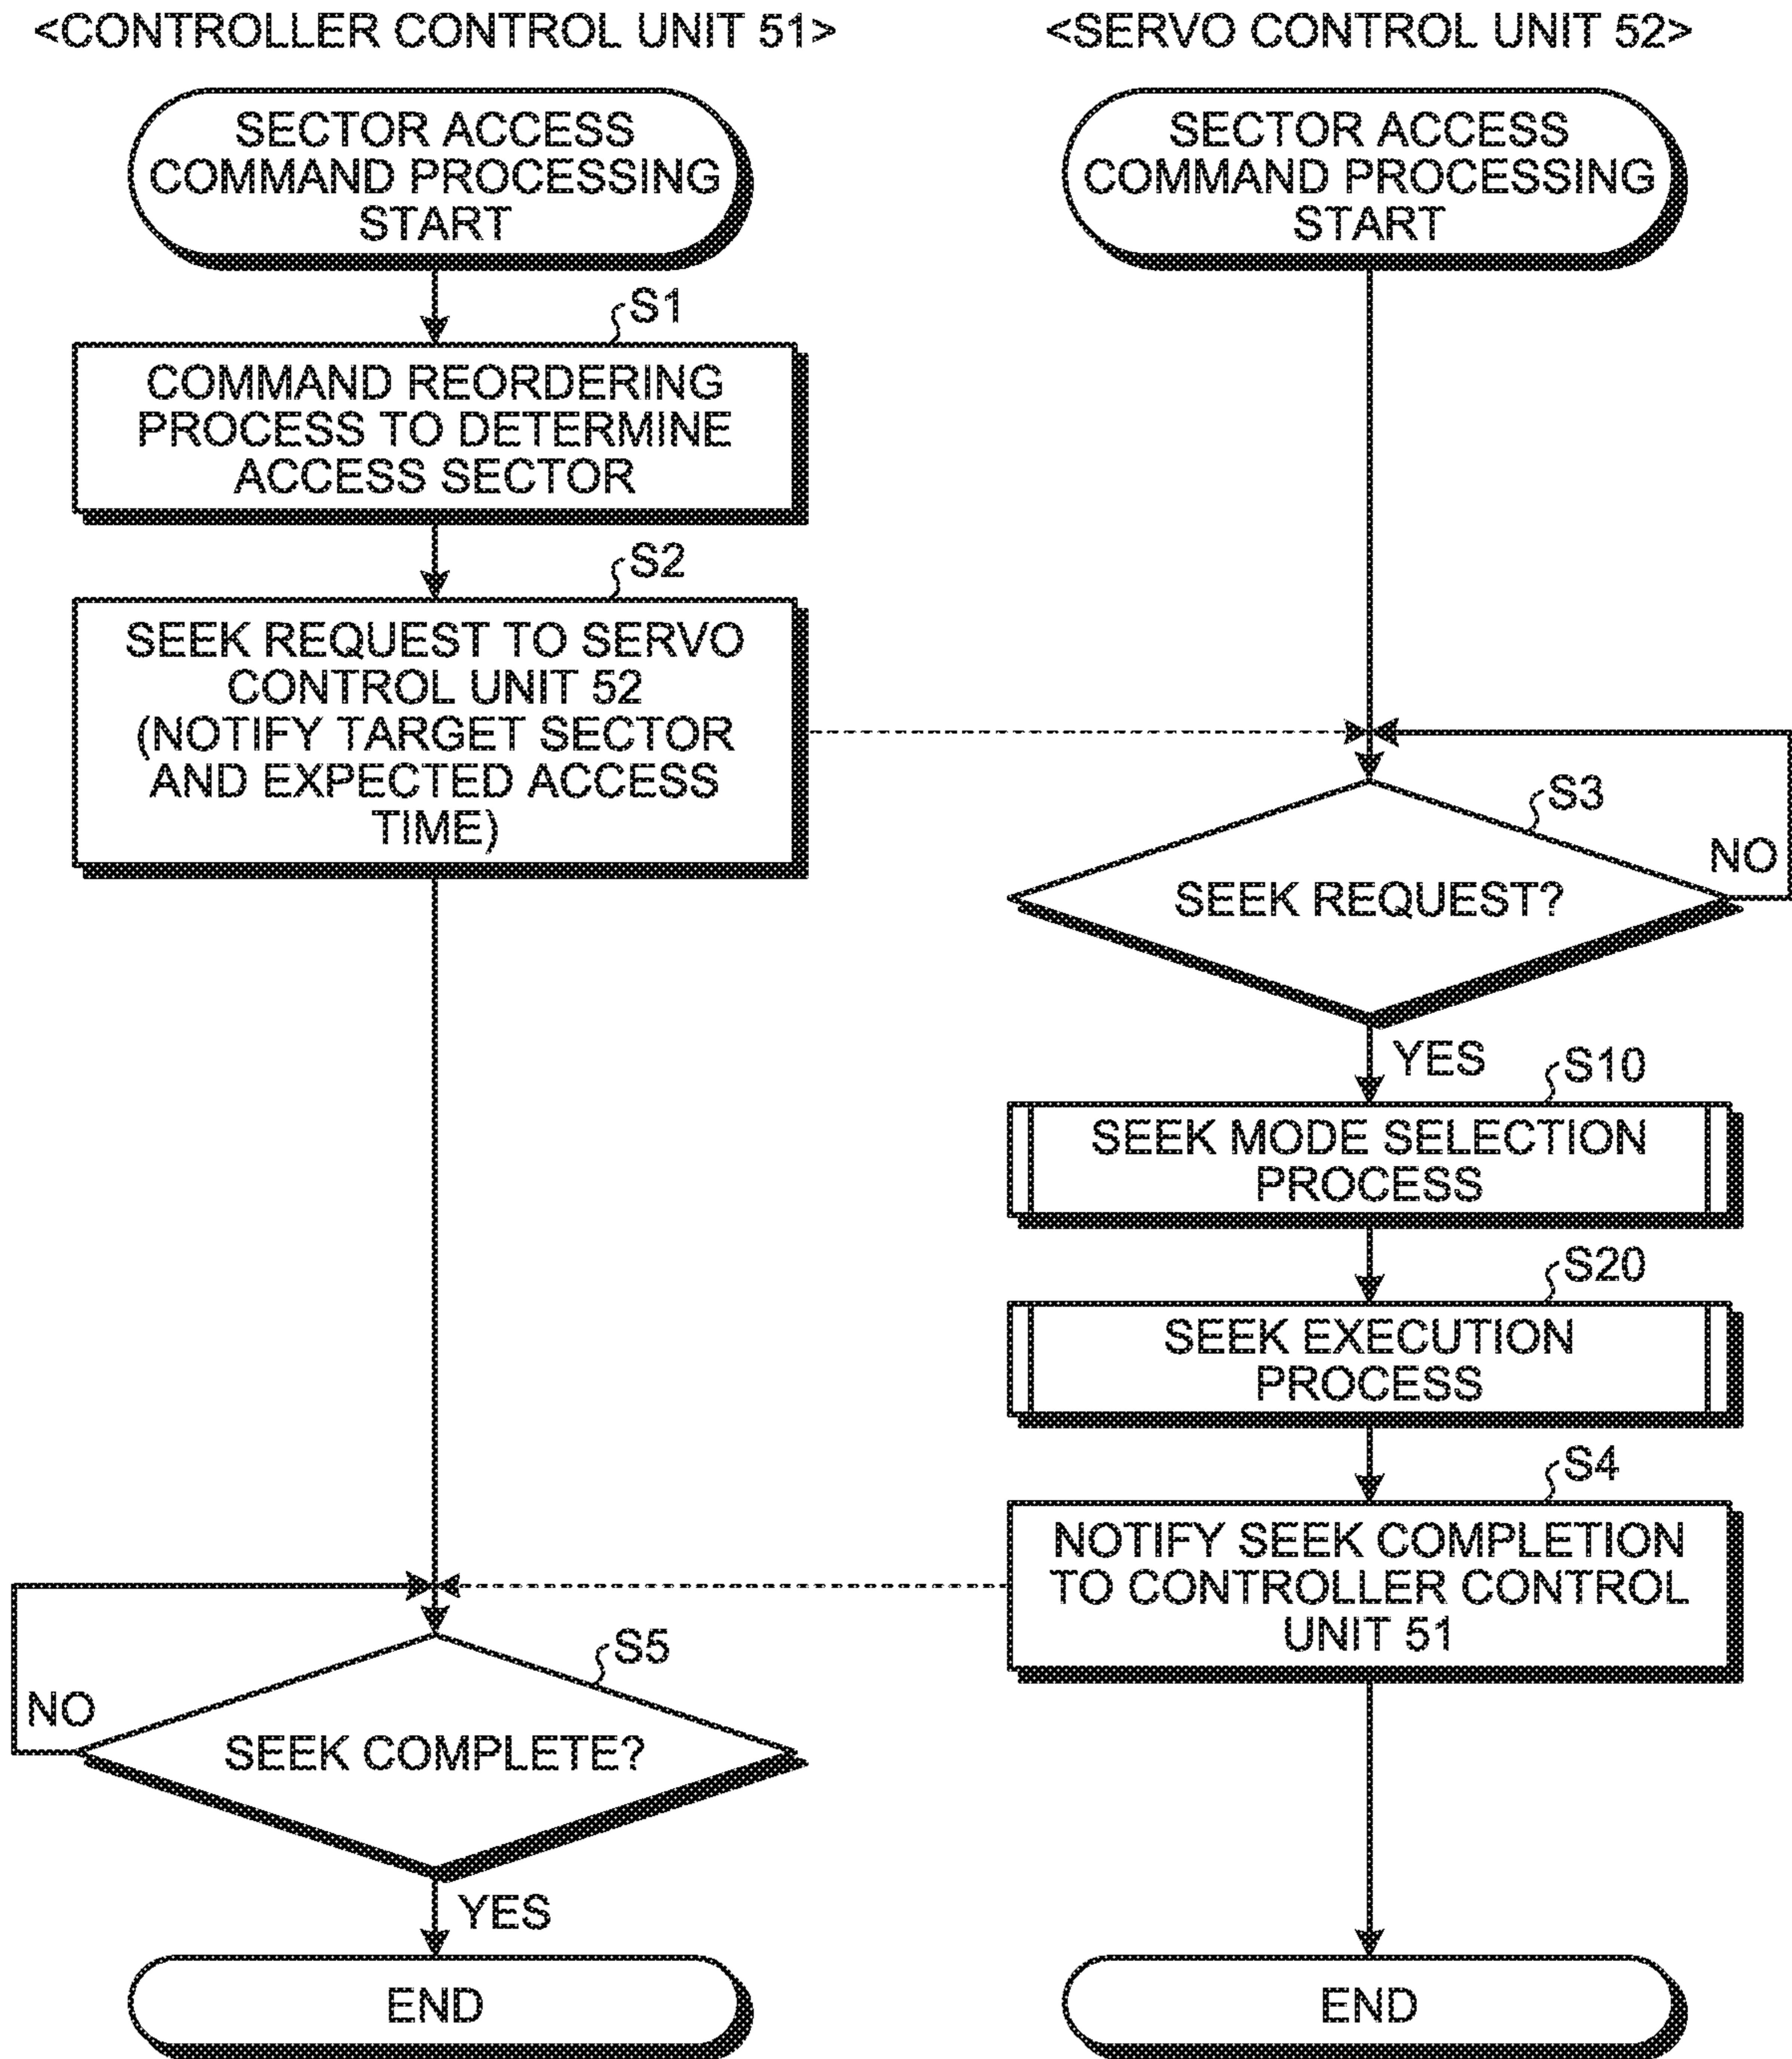 <CONTROLLER CONTROL UNIT 51>
SECTOR ACCESS
COMMAND PROCESSING
START
S1
COMMAND REORDERING
PROCESS TO DETERMINE
ACCESS SECTOR
S2
SEEK REQUEST TO SERVO
CONTROL UNIT 52
(NOTIFY TARGET SECTOR
AND EXPECTED ACCESS
TIME)
S5
SEEK COMPLETE?
NO
YES
END
<SERVO CONTROL UNIT 52>
SECTOR ACCESS
COMMAND PROCESSING
START
S3
NO
SEEK REQUEST?
YES
S10
SEEK MODE SELECTION
PROCESS
S20
SEEK EXECUTION
PROCESS
S4
NOTIFY SEEK COMPLETION
TO CONTROLLER CONTROL
UNIT 51
END